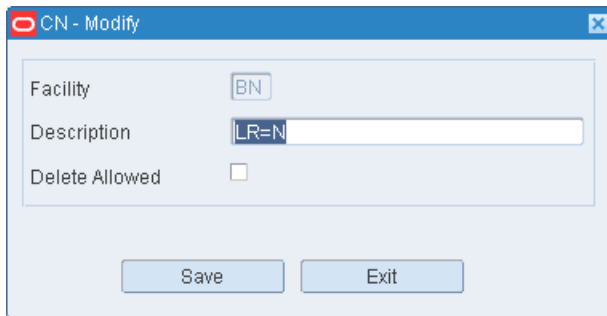 CN - Modify
Facility BN
Description LR=N
Delete Allowed
Save Exit